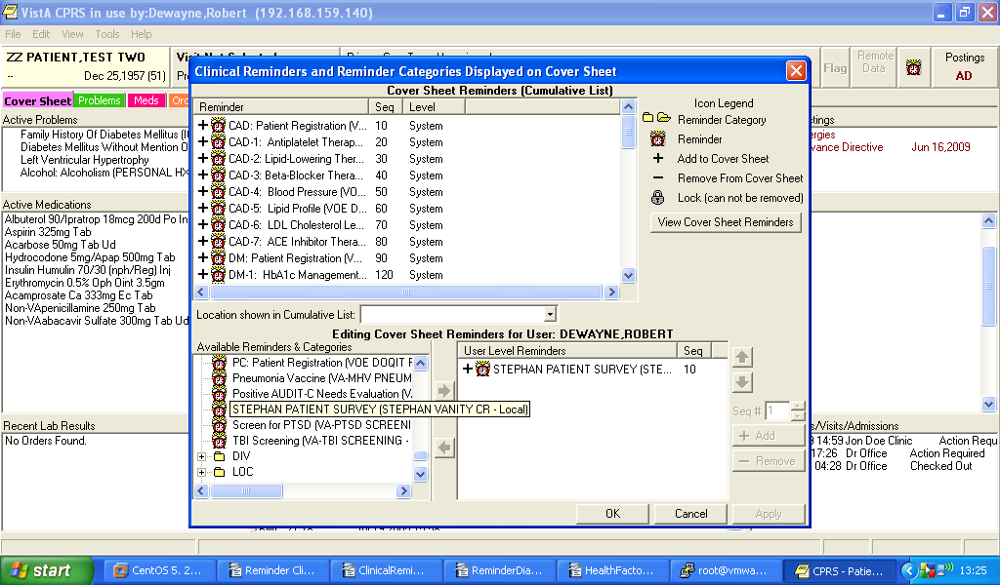 VistA CPRS in use by:Dewayne,Robert (192.168.159.140)
File Edit View Tools Help
ZZ PATIENT,TEST TWO
-- Dec 25,1957 (51)
Flag
Remote Data
Postings
AD
Cover Sheet Problems Meds
Active Problems
Family History Of Diabetes Mellitus
Diabetes Mellitus Without Mention O
Left Ventricular Hypertrophy
Alcohol: Alcoholism (PERSONAL HX
ance Directive Jun 16,2009
Active Medications
Albuterol 90/Ipratrop 18mcg 200d Po In
Aspirin 325mg Tab
Acarbose 50mg Tab Ud
Hydrocodone 5mg/Apap 500mg Tab
Insulin Humulin 70/30 (nph/Reg) Inj
Erythromycin 0.5% Oph Oint 3.5gm
Acamprosate Ca 333mg Ec Tab
Non-VApenicillamine 250mg Tab
Non-VAabacavir Sulfate 300mg Tab Ud
Recent Lab Results
No Orders Found.
/Visits/Admissions
14:59 Jon Doe Clinic Action Requ
17:26 Dr Office Action Required
04:28 Dr Office Checked Out
Clinical Reminders and Reminder Categories Displayed on Cover Sheet
Cover Sheet Reminders (Cumulative List)
Reminder Seq Level
CAD: Patient Registration (V... 10 System
CAD-1: Antiplatelet Therap... 20 System
CAD-2: Lipid-Lowering Ther... 30 System
CAD-3: Beta-Blocker Thera... 40 System
CAD-4: Blood Pressure (VO... 50 System
CAD-5: Lipid Profile (VOE D... 60 System
CAD-6: LDL Cholesterol Le... 70 System
CAD-7: ACE Inhibitor Thera... 80 System
DM: Patient Registration (V... 90 System
DM-1: HbA1c Management... 120 System
Icon Legend
Reminder Category
Reminder
+ Add to Cover Sheet
− Remove From Cover Sheet
Lock (can not be removed)
View Cover Sheet Reminders
Location shown in Cumulative List:
Editing Cover Sheet Reminders for User: DEWAYNE,ROBERT
Available Reminders & Categories
PC: Patient Registration (VOE DOQIT
Pneumonia Vaccine (VA-MHV PNEUM
Positive AUDIT-C Needs Evaluation (V
STEPHAN PATIENT SURVEY (STEPHAN VANITY CR - Local)
Screen for PTSD (VA-PTSD SCREENI
TBI Screening (VA-TBI SCREENING -
DIV
LOC
User Level Reminders Seq
STEPHAN PATIENT SURVEY (STE... 10
Seq # 1
+ Add
− Remove
OK Cancel Apply
start CentOS 5. 2... Reminder Cli... ClinicalRemi... ReminderDia... HealthFacto... root@vmwa... CPRS - Patie... 13:25